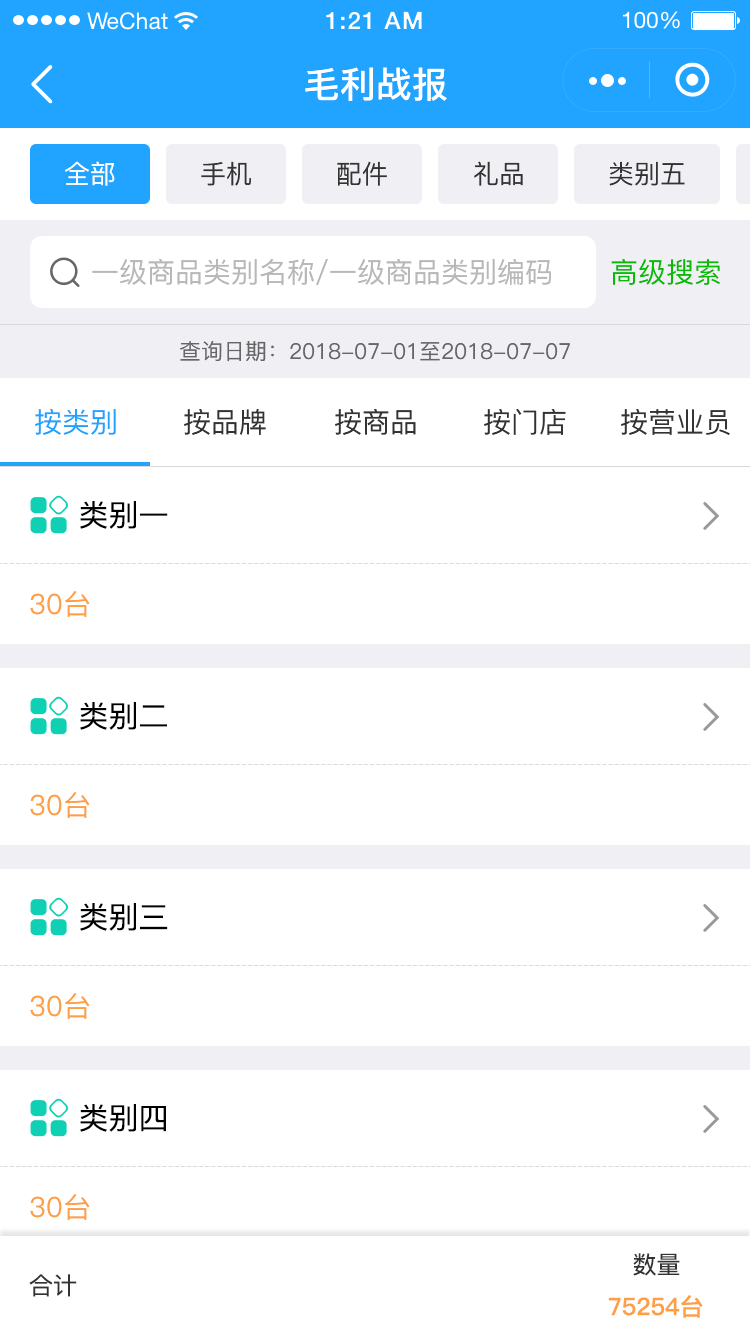 WeChat 1:21 AM 100%
毛利战报
全部 手机 配件 礼品 类别五
一级商品类别名称/一级商品类别编码 高级搜索
查询日期：2018-07-01至2018-07-07
按类别 按品牌 按商品 按门店 按营业员
类别一
30台
类别二
30台
类别三
30台
类别四
30台
数量
合计
75254台